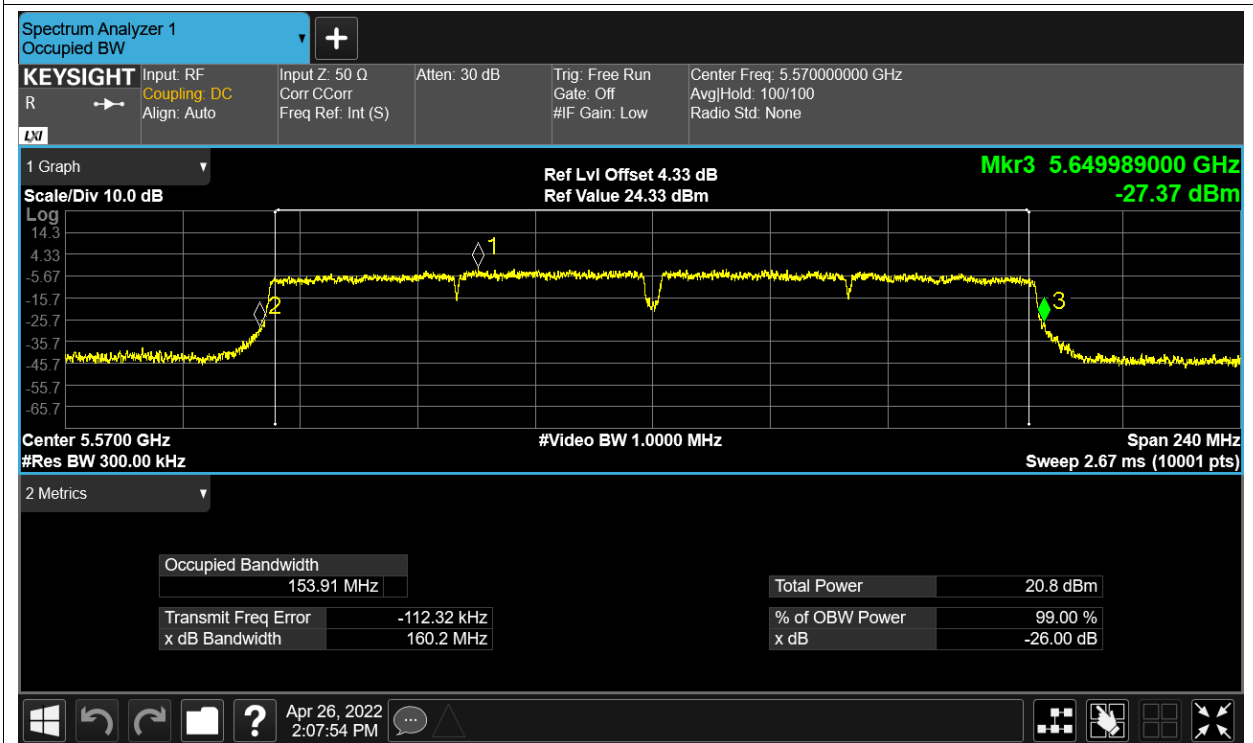 Spectrum Analyzer 1
Occupied BW
KEYSIGHT
R
LXI
Input: RF
Coupling: DC
Align: Auto
Input Z: 50 Ω
Corr CCorr
Freq Ref: Int (S)
Atten: 30 dB
Trig: Free Run
Gate: Off
#IF Gain: Low
Center Freq: 5.570000000 GHz
Avg|Hold: 100/100
Radio Std: None
1 Graph
Scale/Div 10.0 dB
Ref Lvl Offset 4.33 dB
Ref Value 24.33 dBm
Mkr3 5.649989000 GHz
-27.37 dBm
Log
14.3
4.33
-5.67
-15.7
-25.7
-35.7
-45.7
-55.7
-65.7
1
2
3
Center 5.5700 GHz
#Video BW 1.0000 MHz
Span 240 MHz
#Res BW 300.00 kHz
Sweep 2.67 ms (10001 pts)
2 Metrics
Occupied Bandwidth
153.91 MHz
Transmit Freq Error -112.32 kHz
x dB Bandwidth 160.2 MHz
Total Power 20.8 dBm
% of OBW Power 99.00 %
x dB -26.00 dB
?
Apr 26, 2022
2:07:54 PM